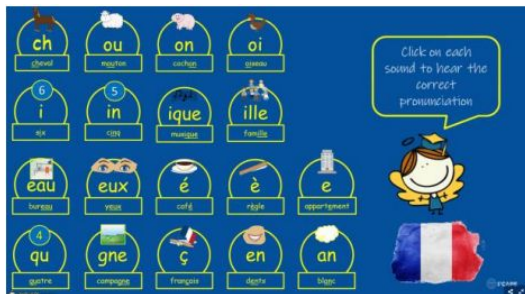 ch ou on oi
cheval mouton cochon oiseau
Click on each
sound to hear the
correct
pronunciation
6 5
i in ique ille
six cinq musique famille
eau eux é è e
bureau yeux café règle appartement
4
qu gne ç en an
quatre campagne français dents blanc